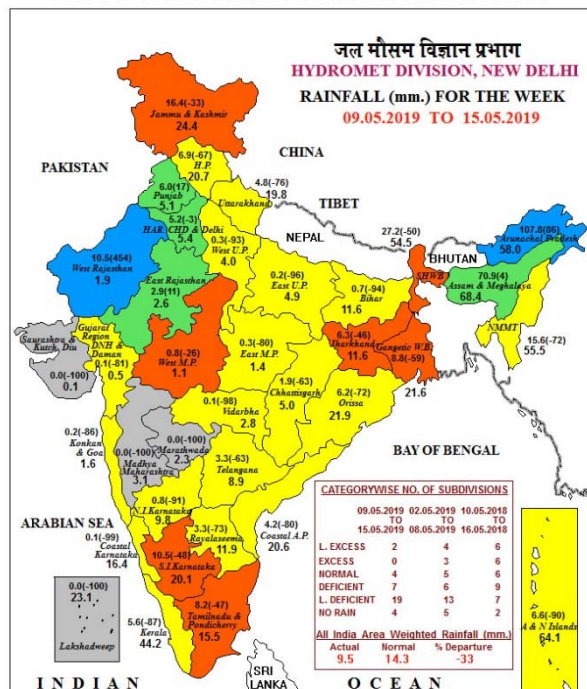 जल मौसम विज्ञान प्रभाग
HYDROMET DIVISION, NEW DELHI
RAINFALL (mm.) FOR THE WEEK
09.05.2019 TO 15.05.2019
16.4(-33)
Jammu & Kashmir
24.4
CHINA
PAKISTAN
6.9(-67)
H.P.
20.7
6.0(17)
Punjab
5.1
4.8(-76)
19.8
Uttarakhand
TIBET
5.2(-3)
HAR. CHD & Delhi
5.4
0.3(-93)
West U.P.
4.0
NEPAL
27.2(-50)
54.5
SHWB
BHUTAN
107.8(86)
Arunachal Pradesh
58.0
10.5(454)
West Rajasthan
1.9
East Rajasthan
2.9(11)
2.6
0.2(-96)
East U.P.
4.9
0.7(-94)
Bihar
11.6
70.9(4)
Assam & Meghalaya
68.4
NMMT
15.6(-72)
55.5
Saurashtra &
Kutch, Diu
0.0(-100)
0.1
Gujarat
Region
DNH &
Daman
0.1(-81)
0.5
0.8(-26)
West M.P.
1.1
0.3(-80)
East M.P.
1.4
6.3(-46)
Jharkhand
11.6
Gangetic W.B.
8.8(-59)
21.6
1.9(-63)
Chhattisgarh
5.0
6.2(-72)
Orissa
21.9
0.1(-98)
Vidarbha
2.8
0.2(-86)
Konkan
& Goa
1.6
0.0(-100)
Madhya
Maharashtra
3.1
0.0(-100)
Marathwada
2.3
3.3(-63)
Telangana
8.9
BAY OF BENGAL
ARABIAN SEA
0.8(-91)
N.I.Karnataka
9.8
3.3(-73)
Rayalaseema
11.9
4.2(-80)
Coastal A.P.
20.6
0.1(-99)
Coastal
Karnataka
16.4
10.5(-48)
S.I.Karnataka
20.1
0.0(-100)
23.1
Lakshadweep
5.6(-87)
Kerala
44.2
8.2(-47)
Tamilnadu &
Pondicherry
15.5
CATEGORYWISE NO. OF SUBDIVISIONS
09.05.2019 02.05.2019 10.05.2018
TO TO TO
15.05.2019 08.05.2019 16.05.2018
L. EXCESS 2 4 6
EXCESS 0 3 6
NORMAL 4 5 6
DEFICIENT 7 6 9
L. DEFICIENT 19 13 7
NO RAIN 4 5 2
All India Area Weighted Rainfall (mm.)
Actual Normal % Departure
9.5 14.3 -33
6.6(-90)
A & N Islands
64.1
SRI
LANKA
INDIAN OCEAN